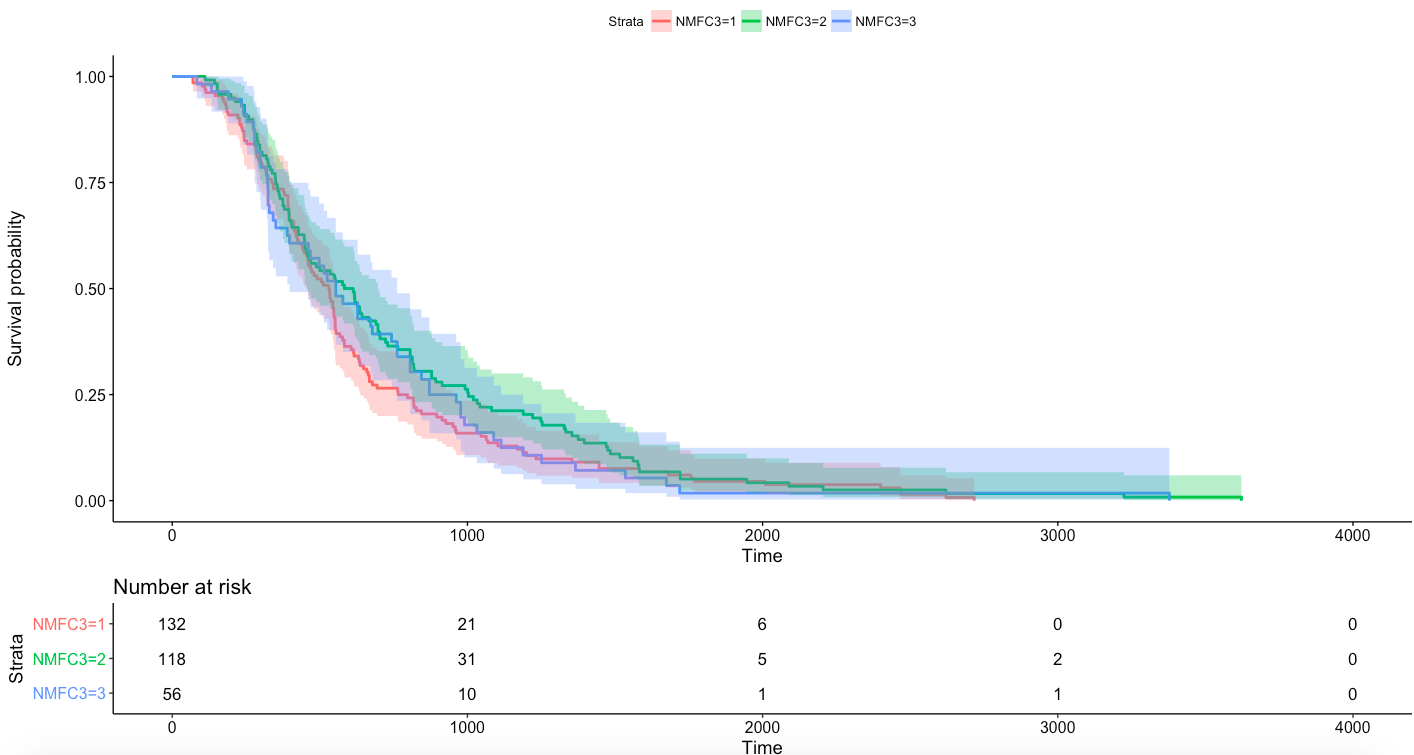 Strata NMFC3=1 NMFC3=2 NMFC3=3
Survival probability
1.00
0.75
0.50
0.25
0.00
0 1000 2000 3000 4000
Time
Number at risk
Strata
NMFC3=1 132 21 6 0 0
NMFC3=2 118 31 5 2 0
NMFC3=3 56 10 1 1 0
0 1000 2000 3000 4000
Time